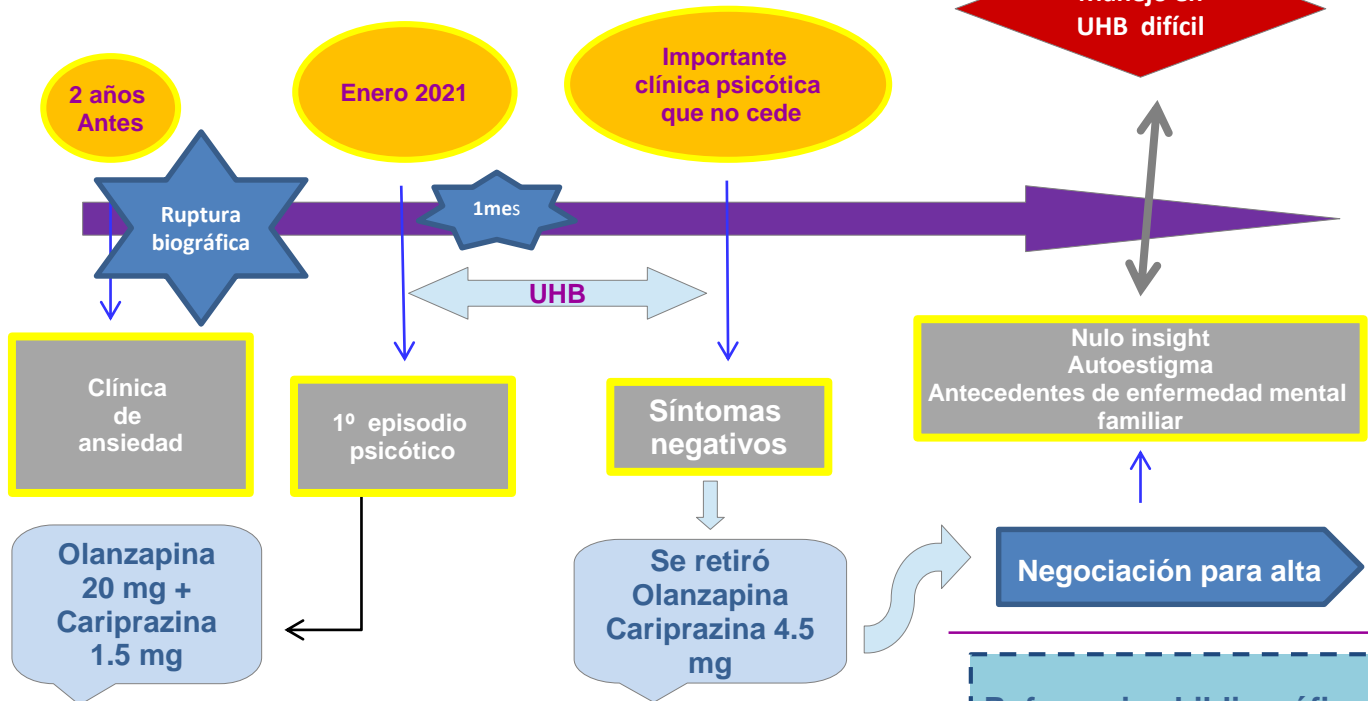 manejo en
UHB difícil
2 años
Antes
Enero 2021
Importante
clínica psicótica
que no cede
Ruptura
biográfica
1mes
UHB
Clínica
de
ansiedad
1º episodio
psicótico
Síntomas
negativos
Nulo insight
Autoestigma
Antecedentes de enfermedad mental
familiar
Olanzapina
20 mg +
Cariprazina
1.5 mg
Se retiró
Olanzapina
Cariprazina 4.5
mg
Negociación para alta